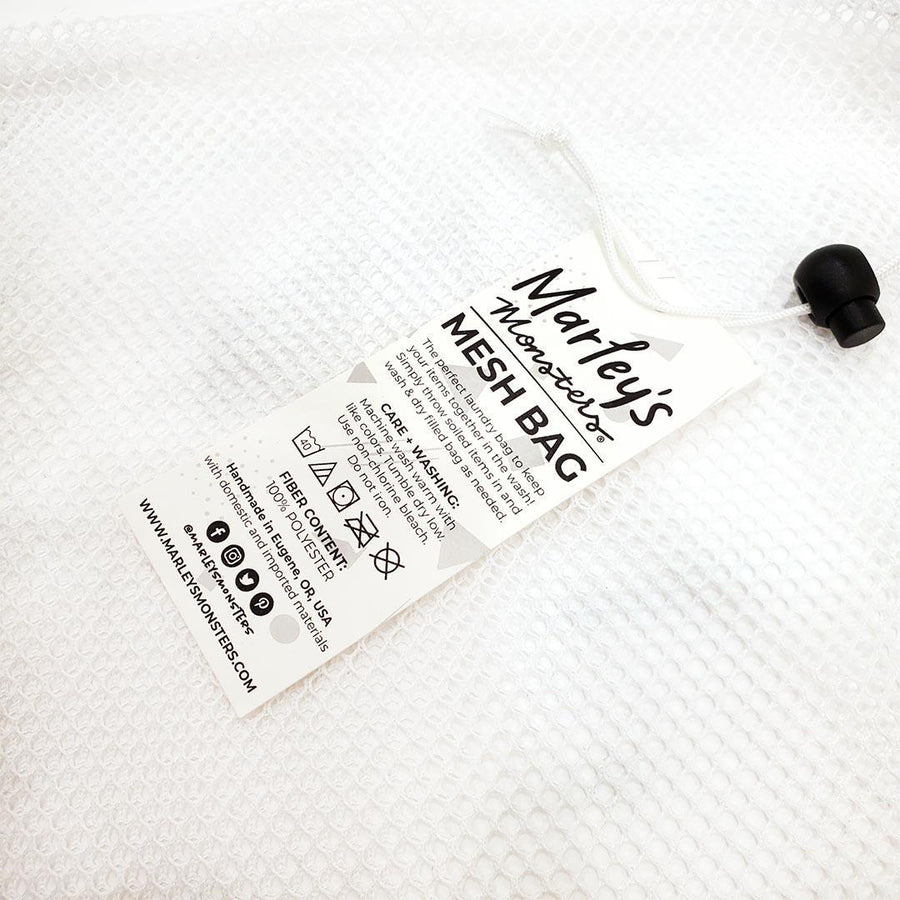 Marley's
Monsters®
MESH BAG
The perfect laundry bag to keep
your items together in the wash!
Simply throw soiled items in and
wash & dry filled bag as needed.
CARE + WASHING:
Machine wash warm with
like colors. Tumble dry low.
Use non-chlorine bleach.
Do not iron.
40
FIBER CONTENT:
100% POLYESTER
Handmade in Eugene, OR, USA
with domestic and imported materials
@MARLEYSMONSTERS
WWW.MARLEYSMONSTERS.COM